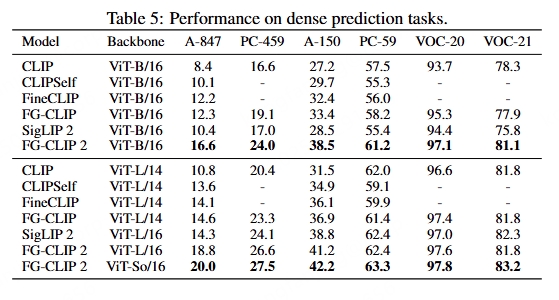 Table 5: Performance on dense prediction tasks.
Model Backbone A-847 PC-459 A-150 PC-59 VOC-20 VOC-21
CLIP ViT-B/16 8.4 16.6 27.2 57.5 93.7 78.3
CLIPSelf ViT-B/16 10.1 - 29.7 55.3 - -
FineCLIP ViT-B/16 12.2 - 32.4 56.0 - -
FG-CLIP ViT-B/16 12.3 19.1 33.4 58.2 95.3 77.9
SigLIP 2 ViT-B/16 10.4 17.0 28.5 55.4 94.4 75.8
FG-CLIP 2 ViT-B/16 16.6 24.0 38.5 61.2 97.1 81.1
CLIP ViT-L/14 10.8 20.4 31.5 62.0 96.6 81.8
CLIPSelf ViT-L/14 13.6 - 34.9 59.1 - -
FineCLIP ViT-L/14 14.1 - 36.1 59.9 - -
FG-CLIP ViT-L/14 14.6 23.3 36.9 61.4 97.4 81.8
SigLIP 2 ViT-L/16 14.3 24.1 38.8 62.4 97.0 82.3
FG-CLIP 2 ViT-L/16 18.8 26.6 41.2 62.4 97.6 81.8
FG-CLIP 2 ViT-So/16 20.0 27.5 42.2 63.3 97.8 83.2